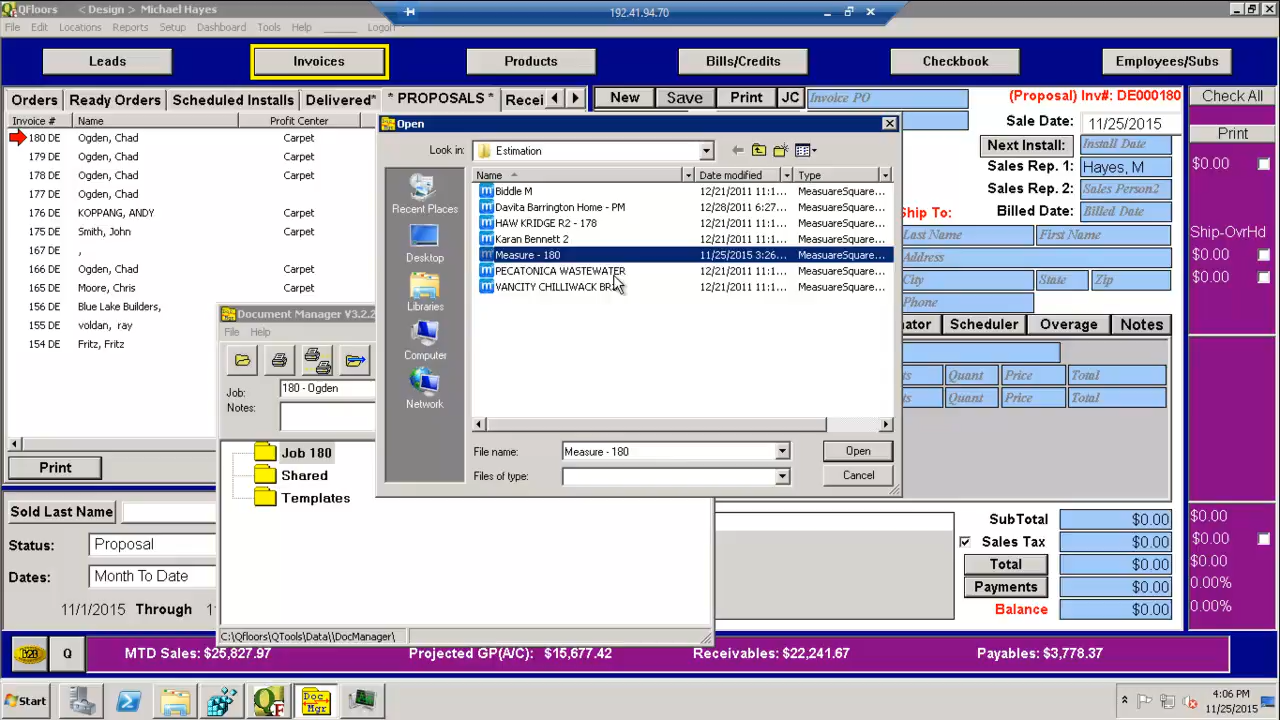 QFloors < Design > Michael Hayes
192.41.94.70
File Edit Locations Reports Setup Dashboard Tools Logon
Leads Invoices Products Bills/Credits Checkbook Employees/Subs
Orders Ready Orders Scheduled Installs Delivered* * PROPOSALS * Recei
New Save Print JC Invoice PO
(Proposal) Inv#: DE000180
Check All
Print
Invoice # Name Profit Center
180 DE Ogden, Chad Carpet
179 DE Ogden, Chad Carpet
178 DE Ogden, Chad Carpet
177 DE Ogden, Chad
176 DE KOPPANG, ANDY Carpet
175 DE Smith, John Carpet
167 DE ,
166 DE Ogden, Chad Carpet
165 DE Moore, Chris Carpet
156 DE Blue Lake Builders,
155 DE voldan, ray
154 DE Fritz, Fritz
Print
Sold Last Name
Status: Proposal
Dates: Month To Date
11/1/2015 Through 1
Open
Look in: Estimation
Name Date modified Type
Biddle M 12/21/2011 11:1... MeasureSquare...
Davita Barrington Home - PM 12/28/2011 6:27... MeasureSquare...
HAW KRIDGE R2 - 178 12/21/2011 11:1... MeasureSquare...
Karan Bennett 2 12/21/2011 11:1... MeasureSquare...
Measure - 180 11/25/2015 3:26... MeasureSquare...
PECATONICA WASTEWATER 12/21/2011 11:1... MeasureSquare...
VANCITY CHILLIWACK BR 12/21/2011 11:1... MeasureSquare...
Recent Places
Desktop
Libraries
Computer
Network
File name: Measure - 180 Open
Files of type: Cancel
Document Manager V3.2.2
File Help
Job: 180 - Ogden
Notes:
Job 180
Shared
Templates
C:\Qfloors\QTools\Data\\DocManager\
Sale Date: 11/25/2015
Next Install: Install Date
Sales Rep. 1: Hayes, M
Sales Rep. 2: Sales Person2
Billed Date: Billed Date
Ship To:
Last Name First Name
Address
City State Zip
Phone
ator Scheduler Overage Notes
ts Quant Price Total
ts Quant Price Total
SubTotal $0.00
Sales Tax $0.00
Total $0.00
Payments $0.00
Balance $0.00
$0.00
Ship-OvrHd
$0.00
$0.00
$0.00
$0.00
$0.00
0.00%
0.00%
Q MTD Sales: $25,827.97 Projected GP(A/C): $15,677.42 Receivables: $22,241.67 Payables: $3,778.37
Start
Doc
Mgr
4:06 PM
11/25/2015